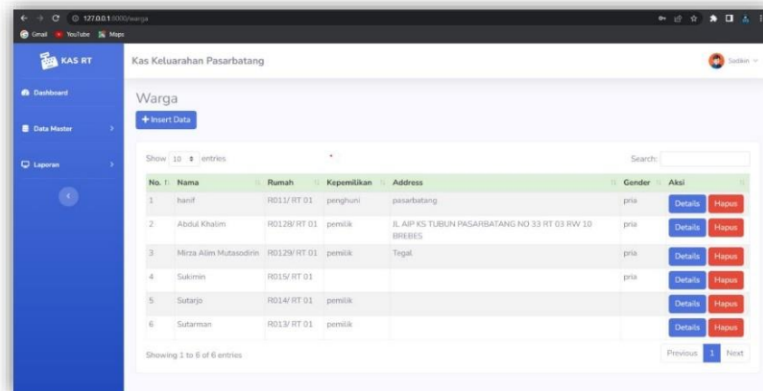 127.0.0.1:8000/warga
Gmail YouTube Maps
KAS RT
Kas Keluarahan Pasarbatang
Dashboard
Data Master
Laporan
Warga
+ Insert Data
Show 10 entries
Search:
No. Nama Rumah Kepemilikan Address Gender Aksi
1 hanif R011/ RT 01 penghuni pasarbatang pria Details Hapus
2 Abdul Khalim R0128/ RT 01 pemilik JL AIP KS TUBUN PASARBATANG NO 33 RT 03 RW 10 BREBES pria Details Hapus
3 Mirza Alim Mutasodirin R0129/ RT 01 pemilik Tegal pria Details Hapus
4 Sukimin R015/ RT 01 pria Details Hapus
5 Sutarjo R014/ RT 01 pemilik Details Hapus
6 Sutarman R013/ RT 01 pemilik Details Hapus
Showing 1 to 6 of 6 entries
Previous 1 Next